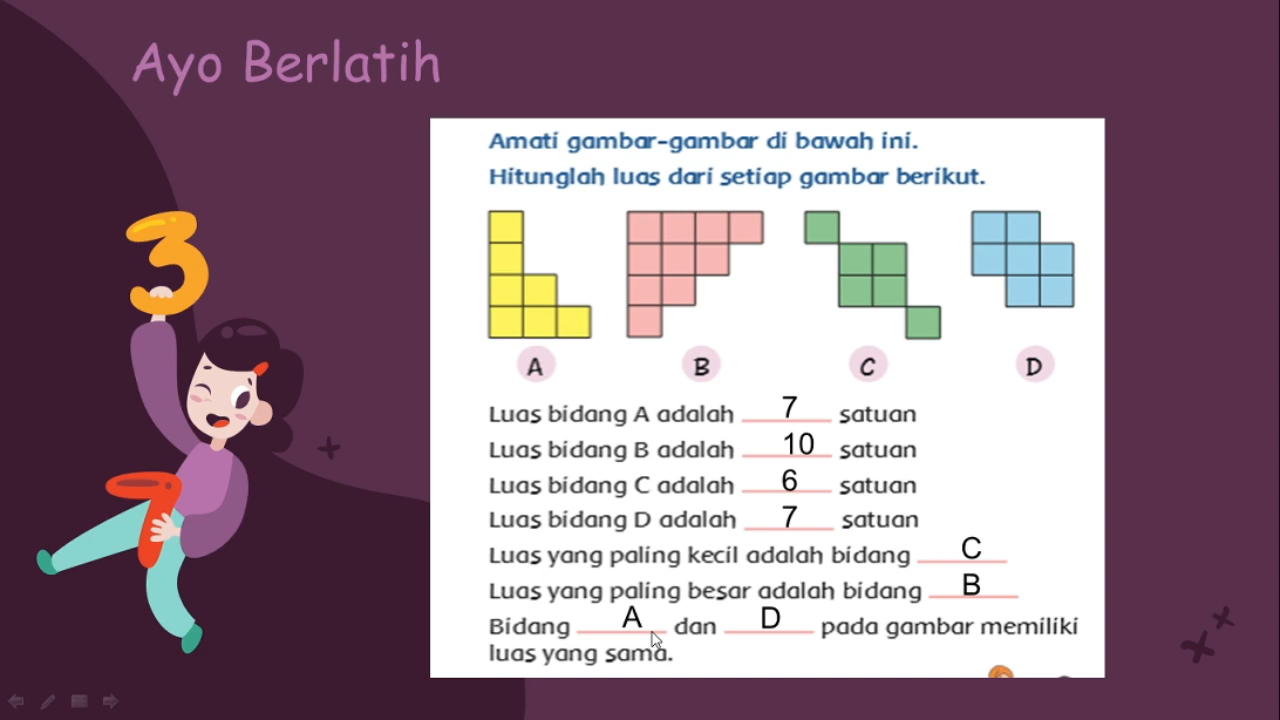 Ayo Berlatih
3
7
Amati gambar-gambar di bawah ini.
Hitunglah luas dari setiap gambar berikut.
A B C D
Luas bidang A adalah 7 satuan
Luas bidang B adalah 10 satuan
Luas bidang C adalah 6 satuan
Luas bidang D adalah 7 satuan
Luas yang paling kecil adalah bidang C
Luas yang paling besar adalah bidang B
Bidang A dan D pada gambar memiliki
luas yang sama.